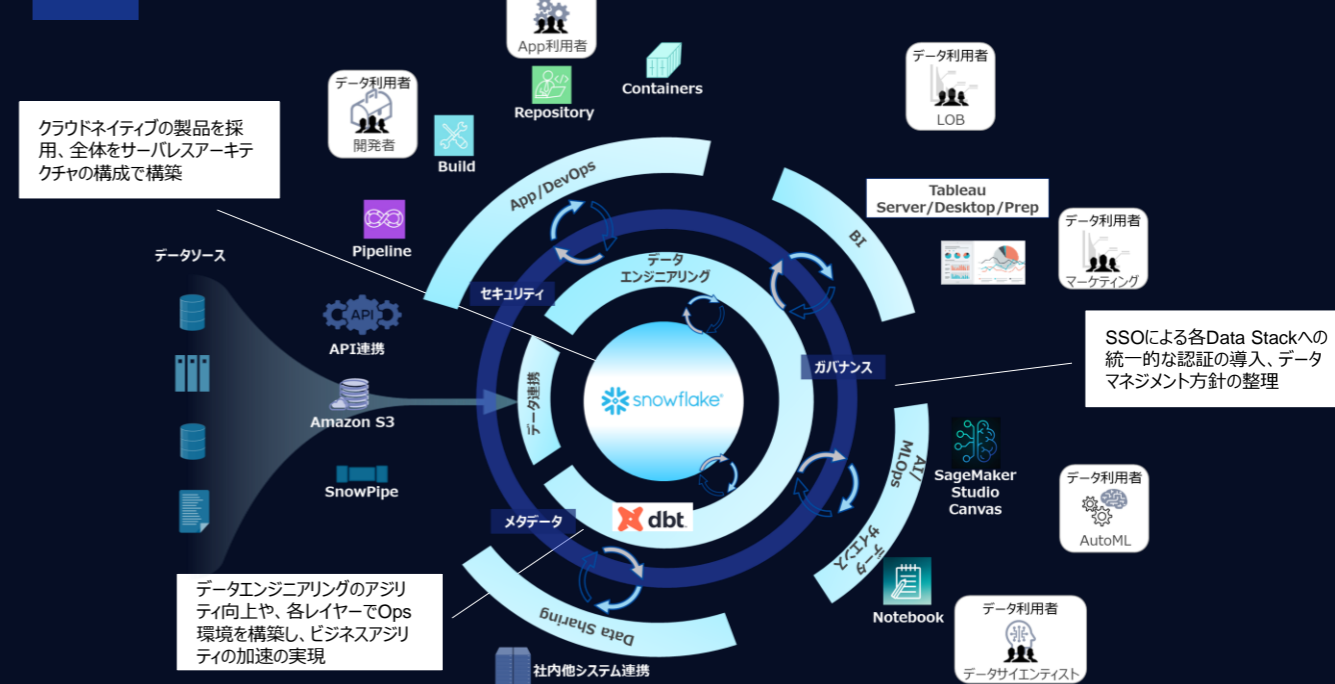 App利用者
データ利用者
開発者
Repository
Containers
データ利用者
LOB
クラウドネイティブの製品を採
用、全体をサーバレスアーキテ
クチャの構成で構築
Build
App/DevOps
Tableau
Server/Desktop/Prep
BI
データ利用者
マーケティング
Pipeline
データソース
データ
エンジニアリング
セキュリティ
API
API連携
SSOによる各Data Stackへの
統一的な認証の導入、データ
マネジメント方針の整理
ガバナンス
データ連携
snowflake
Amazon S3
AI/
MLOps
データ
サイエンス
SageMaker
Studio
Canvas
データ利用者
AutoML
SnowPipe
メタデータ
dbt
データエンジニアリングのアジリ
ティ向上や、各レイヤーでOps
環境を構築し、ビジネスアジリ
ティの加速の実現
Data Sharing
Notebook
データ利用者
データサイエンティスト
社内他システム連携